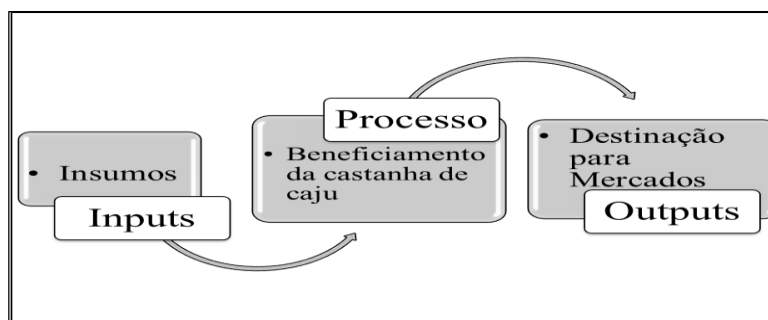 • Insumos
Inputs
Processo
• Beneficiamento
da castanha de
caju
• Destinação
para
Mercados
Outputs